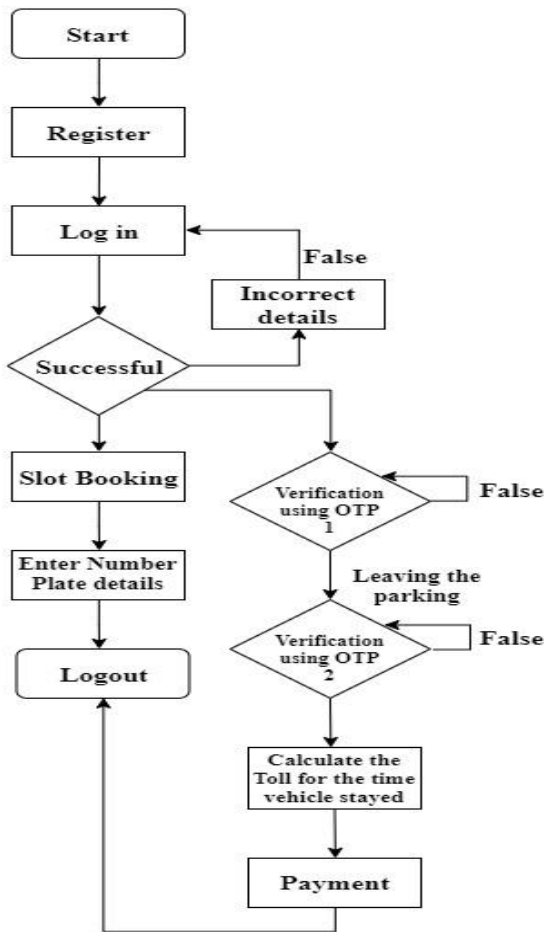 Start
Register
Log in
False
Incorrect
details
Successful
Slot Booking
Enter Number
Plate details
Logout
Verification
using OTP
1
False
Leaving the
parking
Verification
using OTP
2
False
Calculate the
Toll for the time
vehicle stayed
Payment